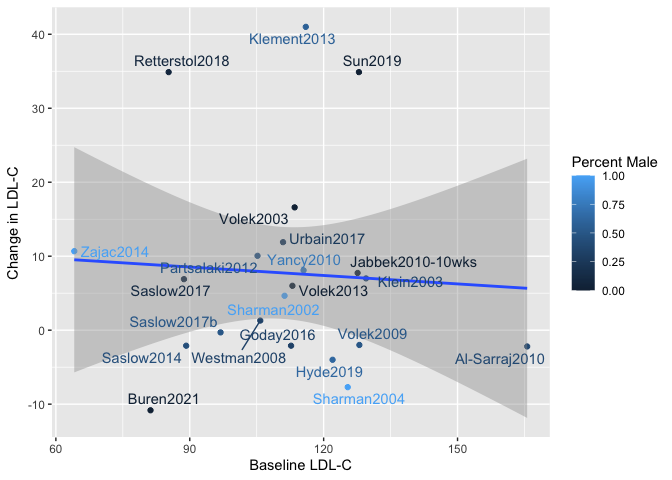 40
30
20
10
0
-10
60
90
120
150
Change in LDL-C
Baseline LDL-C
Klement2013
Retterstol2018
Sun2019
Volek2003
Urbain2017
Zajac2014
Partsalaki2012
Yancy2010
Jabbek2010-10wks
Klein2003
Saslow2017
Volek2013
Sharman2002
Saslow2017b
Goday2016
Volek2009
Saslow2014
Westman2008
Al-Sarraj2010
Hyde2019
Buren2021
Sharman2004
Percent Male
1.00
0.75
0.50
0.25
0.00